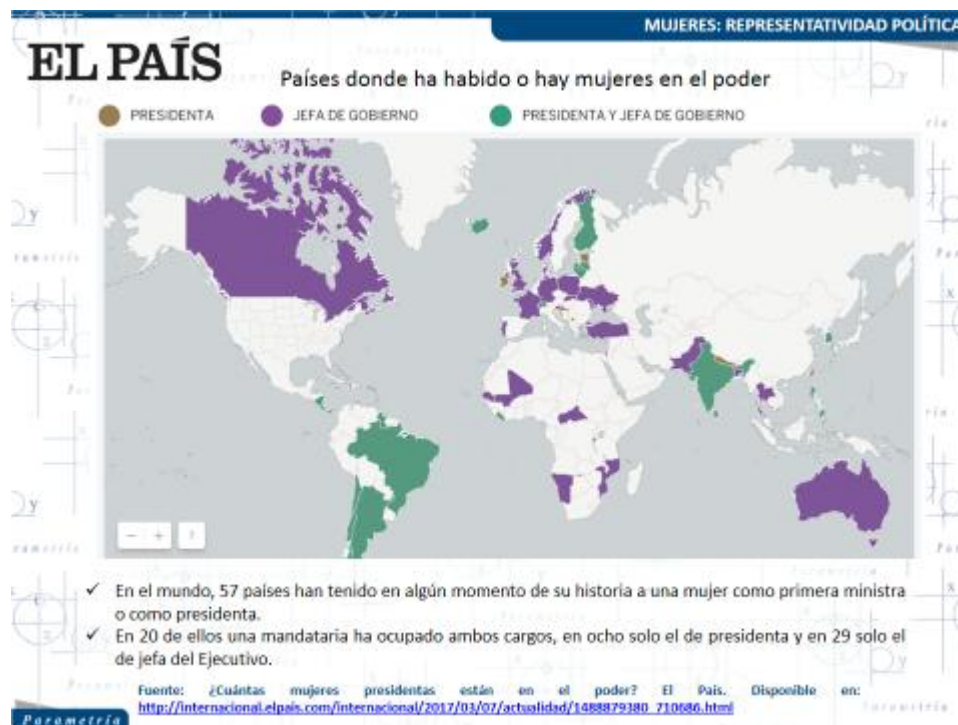 MUJERES: REPRESENTATIVIDAD POLÍTICA
EL PAÍS
Países donde ha habido o hay mujeres en el poder
PRESIDENTA JEFA DE GOBIERNO PRESIDENTA Y JEFA DE GOBIERNO
✓ En el mundo, 57 países han tenido en algún momento de su historia a una mujer como primera ministra
o como presidenta.
✓ En 20 de ellos una mandataria ha ocupado ambos cargos, en ocho solo el de presidenta y en 29 solo el
de jefa del Ejecutivo.
Fuente: ¿Cuántas mujeres presidentas están en el poder? El País. Disponible en:
http://internacional.elpais.com/internacional/2017/03/07/actualidad/1488879380_710686.html
Parametría